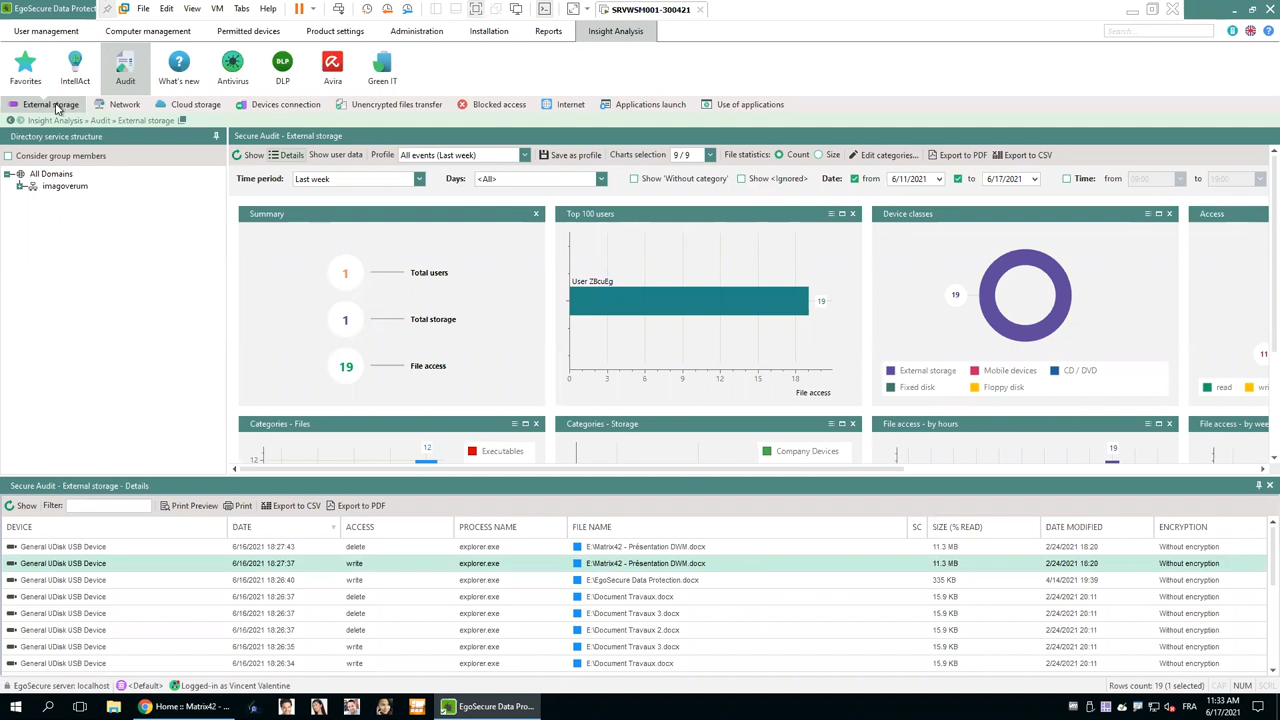 EgoSecure Data Protect File Edit View VM Tabs Help SRVWSM001-300421
User management Computer management Permitted devices Product settings Administration Installation Reports Insight Analysis Search...
Favorites IntellAct Audit What's new Antivirus DLP Avira Green IT
External storage Network Cloud storage Devices connection Unencrypted files transfer Blocked access Internet Applications launch Use of applications
Insight Analysis » Audit » External storage
Directory service structure
Consider group members
All Domains
imagoverum
Secure Audit - External storage
Show Details Show user data Profile All events (Last week) Save as profile Charts selection 9 / 9 File statistics: Count Size Edit categories... Export to PDF Export to CSV
Time period: Last week Days: <All> Show 'Without category' Show <Ignored> Date: from 6/11/2021 to 6/17/2021 Time: from 09:00 to 19:00
Summary
1 Total users
1 Total storage
19 File access
Top 100 users
User ZBcuEg
19
0 3 6 9 12 15 18
File access
Device classes
19
External storage Mobile devices CD / DVD
Fixed disk Floppy disk
Access
11
read wri
Categories - Files
12
12
Executables
Categories - Storage
Company Devices
File access - by hours
19
File access - by wee
Secure Audit - External storage - Details
Show Filter: Print Preview Print Export to CSV Export to PDF
DEVICE DATE ACCESS PROCESS NAME FILE NAME SC SIZE (% READ) DATE MODIFIED ENCRYPTION
General UDisk USB Device 6/16/2021 18:27:43 delete explorer.exe E:\Matrix42 - Présentation DWM.docx 11.3 MB 2/24/2021 18:20 Without encryption
General UDisk USB Device 6/16/2021 18:27:37 write explorer.exe E:\Matrix42 - Présentation DWM.docx 11.3 MB 2/24/2021 18:20 Without encryption
General UDisk USB Device 6/16/2021 18:26:40 write explorer.exe E:\EgoSecure Data Protection.docx 335 KB 4/14/2021 19:39 Without encryption
General UDisk USB Device 6/16/2021 18:26:37 delete explorer.exe E:\Document Travaux.docx 15.9 KB 2/24/2021 20:11 Without encryption
General UDisk USB Device 6/16/2021 18:26:37 delete explorer.exe E:\Document Travaux 3.docx 15.9 KB 2/24/2021 20:11 Without encryption
General UDisk USB Device 6/16/2021 18:26:37 delete explorer.exe E:\Document Travaux 2.docx 15.9 KB 2/24/2021 20:11 Without encryption
General UDisk USB Device 6/16/2021 18:26:35 write explorer.exe E:\Document Travaux 3.docx 15.9 KB 2/24/2021 20:11 Without encryption
General UDisk USB Device 6/16/2021 18:26:34 write explorer.exe E:\Document Travaux.docx 15.9 KB 2/24/2021 20:11 Without encryption
EgoSecure server: localhost <Default> Logged-in as Vincent Valentine Rows count: 19 (1 selected) CAP NUM SCRL
Home :: Matrix42 - ... EgoSecure Data Pro... FRA 11:33 AM
6/17/2021